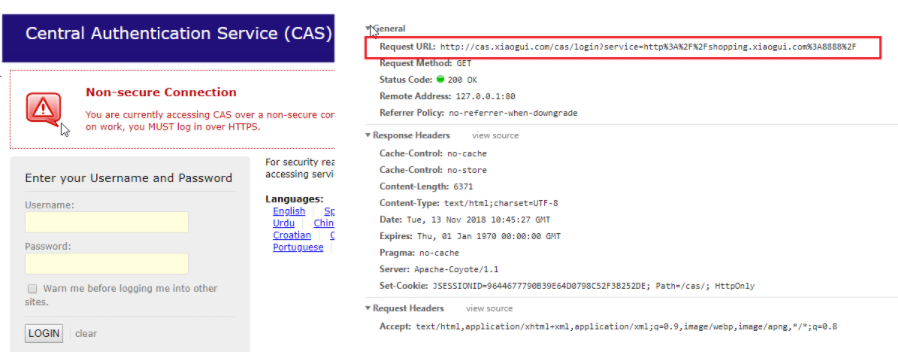 Central Authentication Service (CAS)
Non-secure Connection
You are currently accessing CAS over a non-secure con
on work, you MUST log in over HTTPS.
Enter your Username and Password
Username:
Password:
Warn me before logging me into other
sites.
LOGIN clear
For security rea
accessing servi
Languages:
English Sp
Urdu Chin
Croatian
Portuguese
General
Request URL: http://cas.xiaogui.com/cas/login?service=http%3A%2F%2Fshopping.xiaogui.com%3A8888%2F
Request Method: GET
Status Code: 200 OK
Remote Address: 127.0.0.1:80
Referrer Policy: no-referrer-when-downgrade
Response Headers view source
Cache-Control: no-cache
Cache-Control: no-store
Content-Length: 6371
Content-Type: text/html;charset=UTF-8
Date: Tue, 13 Nov 2018 10:45:27 GMT
Expires: Thu, 01 Jan 1970 00:00:00 GMT
Pragma: no-cache
Server: Apache-Coyote/1.1
Set-Cookie: JSESSIONID=9644677790B39E64D0798C52F3B252DE; Path=/cas/; HttpOnly
Request Headers view source
Accept: text/html,application/xhtml+xml,application/xml;q=0.9,image/webp,image/apng,*/*;q=0.8